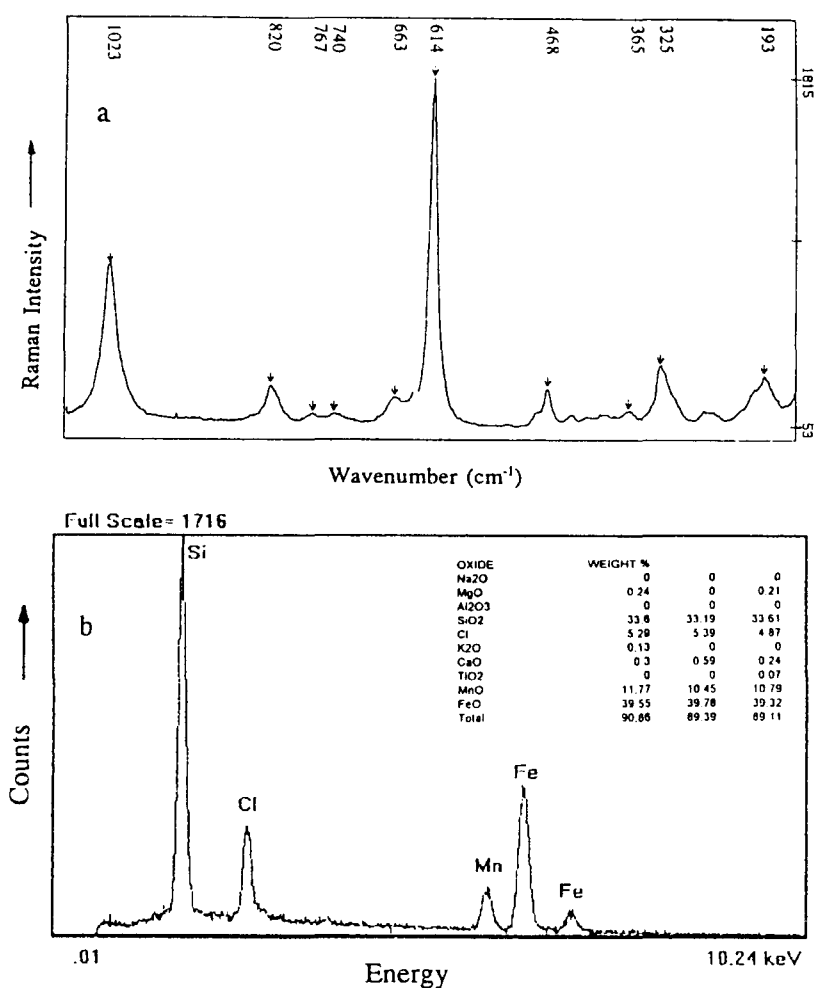 1023 820 767 740 663 614 468 365 325 193
a
1815
53
Raman Intensity
Wavenumber (cm⁻¹)
Full Scale= 1716
Si
b
Cl
Mn
Fe
Fe
OXIDE WEIGHT %
Na2O 0 0 0
MgO 0.24 0 0.21
Al2O3 0 0 0
SiO2 33.6 33.19 33.61
Cl 5.29 5.39 4.87
K2O 0.13 0 0
CaO 0.3 0.59 0.24
TiO2 0 0 0.07
MnO 11.77 10.45 10.79
FeO 39.55 39.78 39.32
Total 90.86 89.39 89.11
Counts
.01 10.24 keV
Energy